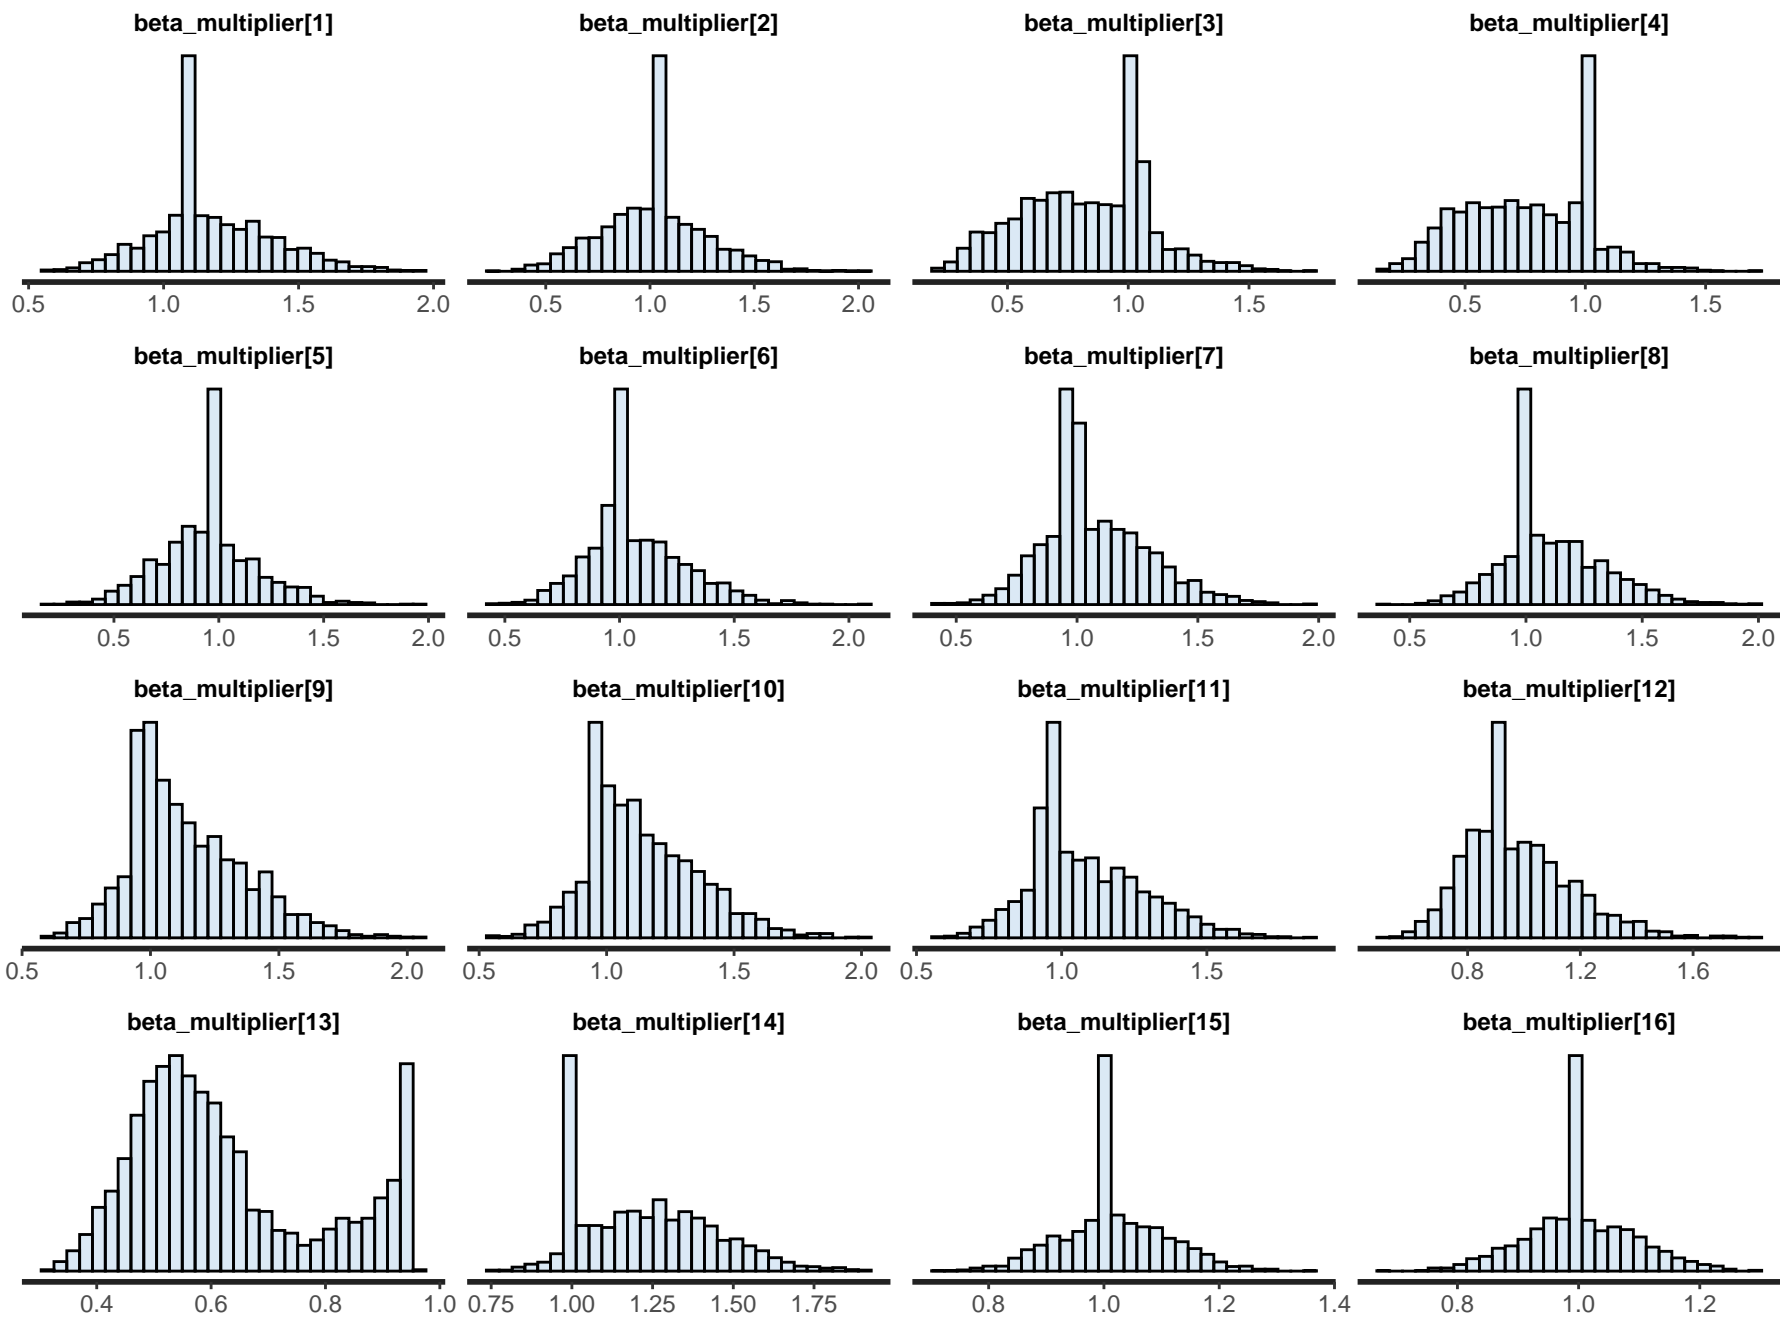 beta_multiplier[1] beta_multiplier[2] beta_multiplier[3] beta_multiplier[4]
0.5 1.0 1.5 2.0 0.5 1.0 1.5 2.0 0.5 1.0 1.5 0.5 1.0 1.5
beta_multiplier[5] beta_multiplier[6] beta_multiplier[7] beta_multiplier[8]
0.5 1.0 1.5 2.0 0.5 1.0 1.5 2.0 0.5 1.0 1.5 2.0 0.5 1.0 1.5 2.0
beta_multiplier[9] beta_multiplier[10] beta_multiplier[11] beta_multiplier[12]
0.5 1.0 1.5 2.0 0.5 1.0 1.5 2.0 0.5 1.0 1.5 0.8 1.2 1.6
beta_multiplier[13] beta_multiplier[14] beta_multiplier[15] beta_multiplier[16]
0.4 0.6 0.8 1.0 0.75 1.00 1.25 1.50 1.75 0.8 1.0 1.2 1.4 0.8 1.0 1.2